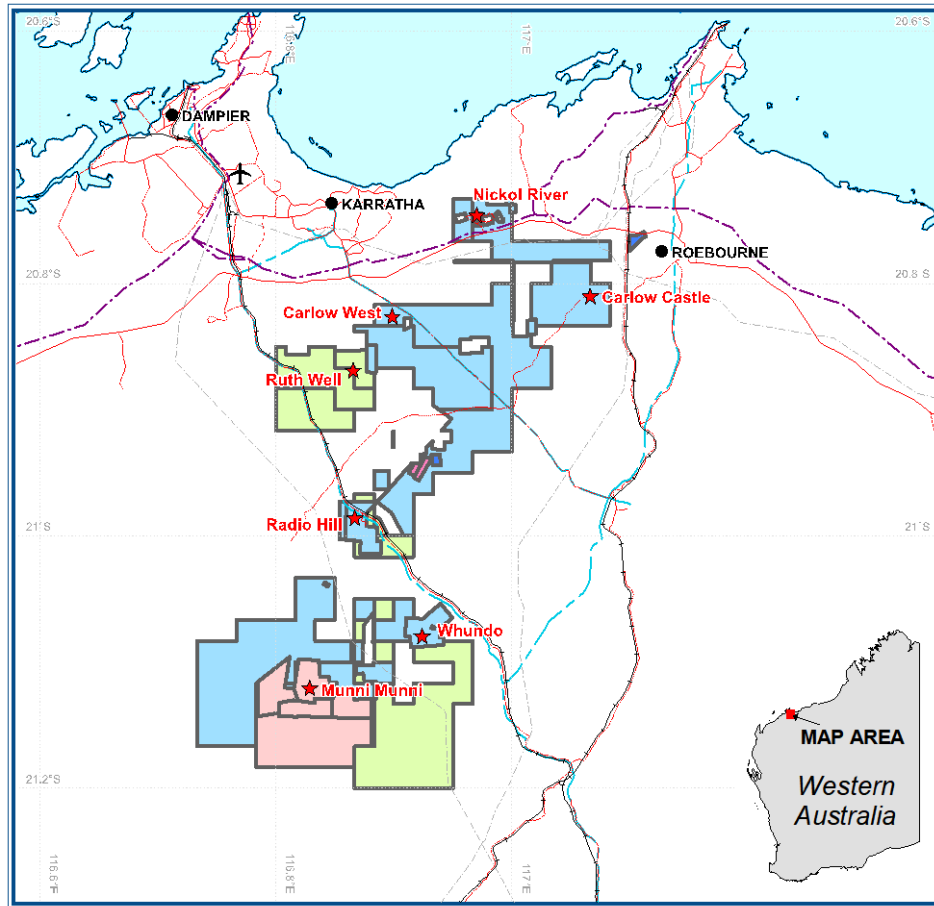 20.6°S
116.8°E
117°E
20.6°S
DAMPIER
KARRATHA
Nickol River
ROEBOURNE
20.8°S
20.8°S
Carlow Castle
Carlow West
Ruth Well
Radio Hill
21°S
21°S
Whundo
Munni Munni
MAP AREA
Western
Australia
21.2°S
116.8°E
117°E